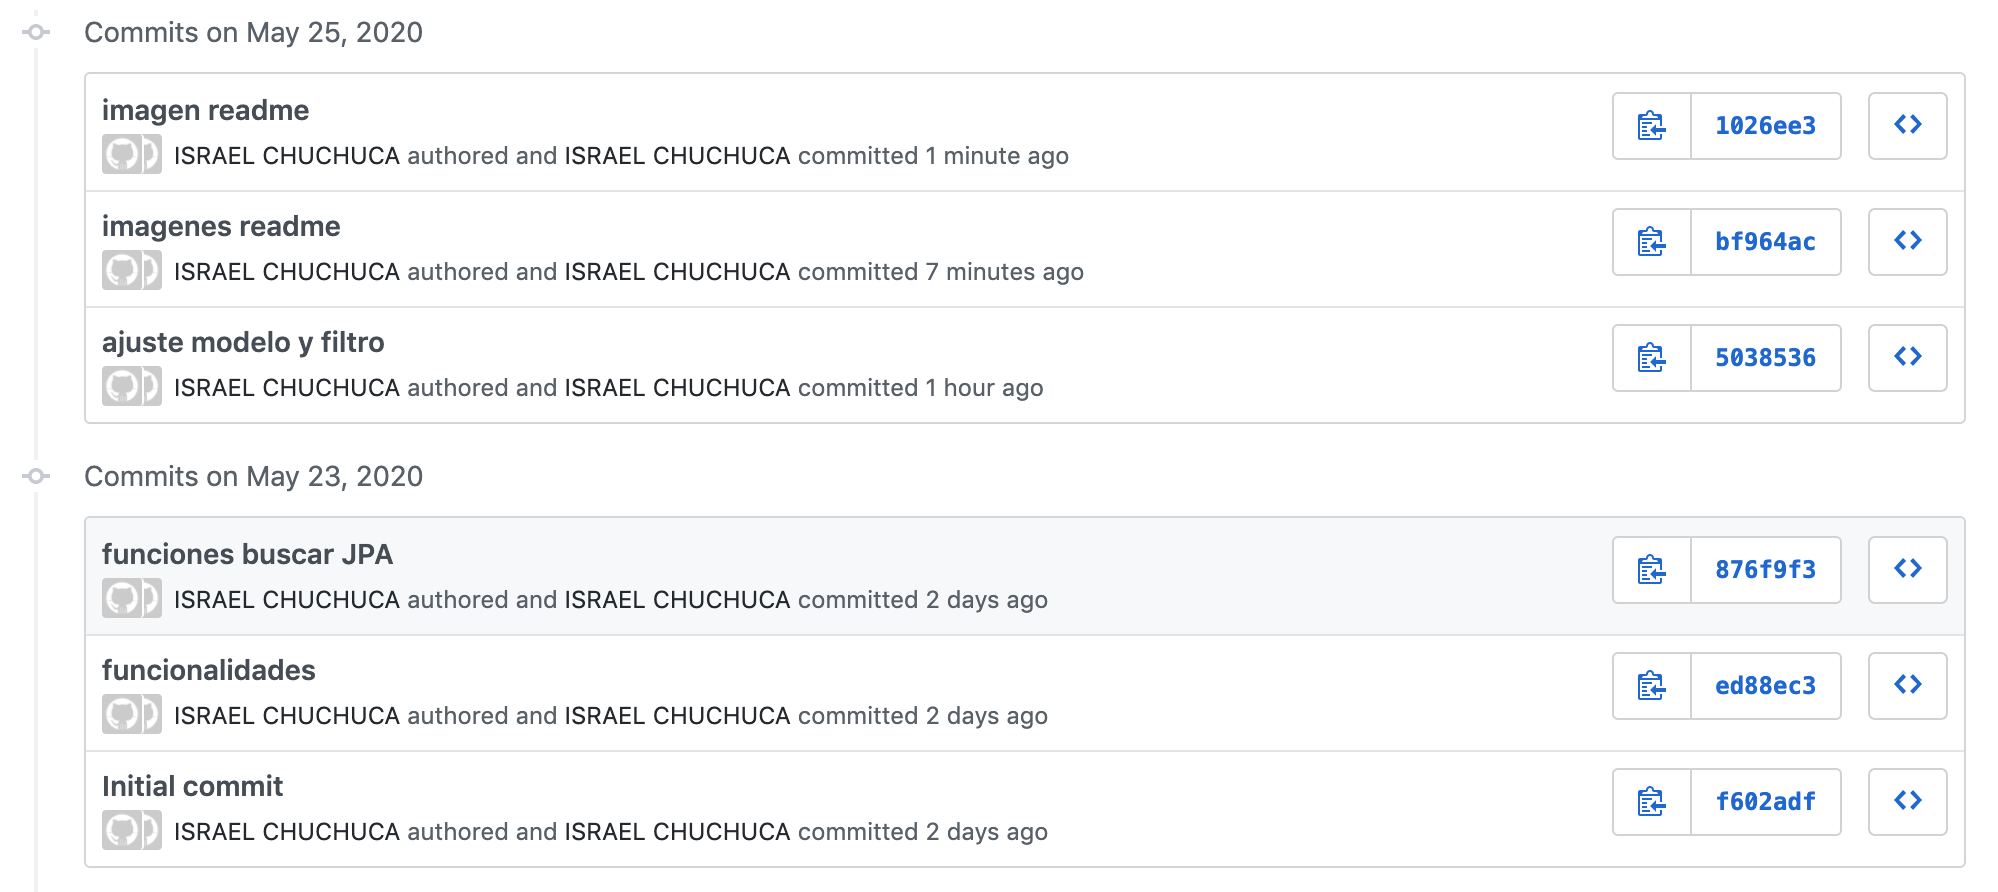 Commits on May 25, 2020
imagen readme
1026ee3
ISRAEL CHUCHUCA authored and ISRAEL CHUCHUCA committed 1 minute ago
imagenes readme
bf964ac
ISRAEL CHUCHUCA authored and ISRAEL CHUCHUCA committed 7 minutes ago
ajuste modelo y filtro
5038536
ISRAEL CHUCHUCA authored and ISRAEL CHUCHUCA committed 1 hour ago
Commits on May 23, 2020
funciones buscar JPA
876f9f3
ISRAEL CHUCHUCA authored and ISRAEL CHUCHUCA committed 2 days ago
funcionalidades
ed88ec3
ISRAEL CHUCHUCA authored and ISRAEL CHUCHUCA committed 2 days ago
Initial commit
f602adf
ISRAEL CHUCHUCA authored and ISRAEL CHUCHUCA committed 2 days ago